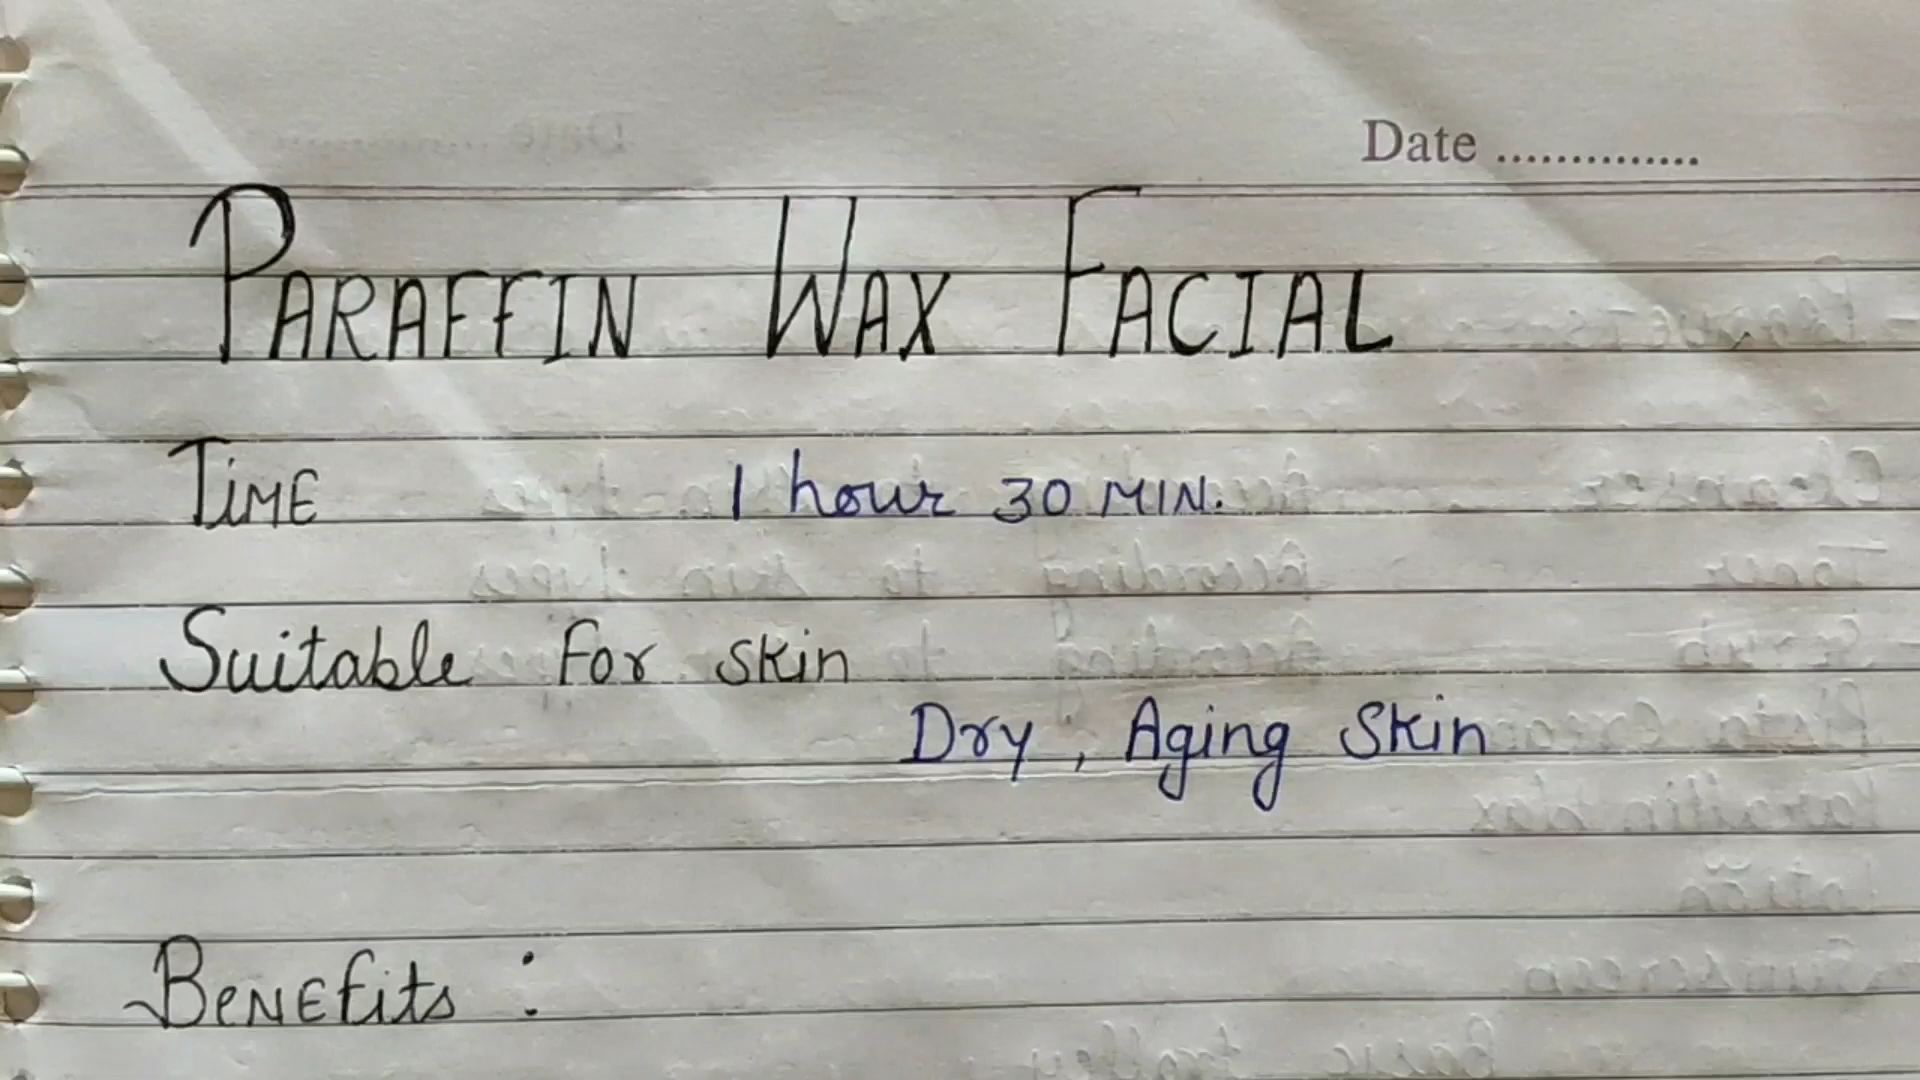 Date ..............
PARAFFIN WAX FACIAL
TiME 1 hour 30 MIN.
Suitable For skin
Dry, Aging Skin
BENEfits :